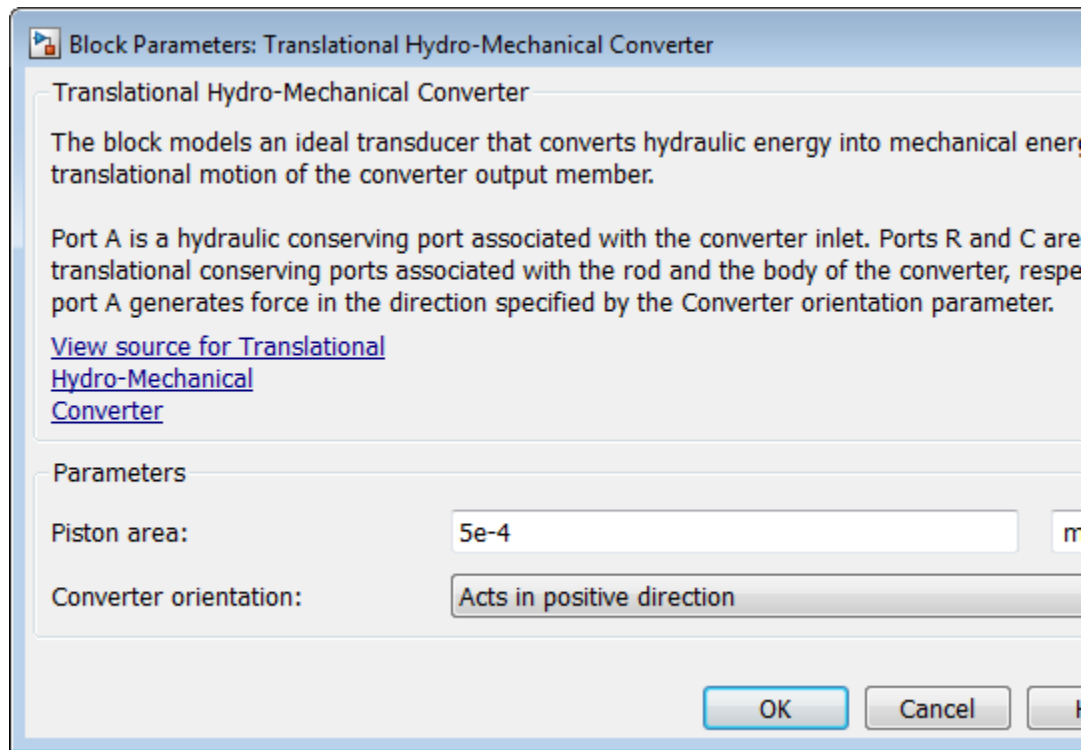 Block Parameters: Translational Hydro-Mechanical Converter
Translational Hydro-Mechanical Converter
The block models an ideal transducer that converts hydraulic energy into mechanical
translational motion of the converter output member.
Port A is a hydraulic conserving port associated with the converter inlet. Ports R and C are
translational conserving ports associated with the rod and the body of the converter,
port A generates force in the direction specified by the Converter orientation parameter.
View source for Translational
Hydro-Mechanical
Converter
Parameters
Piston area: 5e-4
Converter orientation: Acts in positive direction
OK Cancel